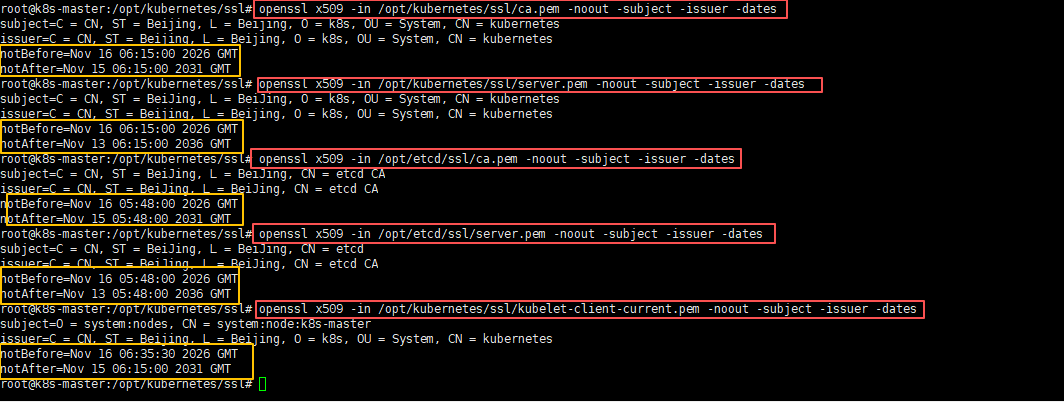 root@k8s-master:/opt/kubernetes/ssl# openssl x509 -in /opt/kubernetes/ssl/ca.pem -noout -subject -issuer -dates
subject=C = CN, ST = Beijing, L = Beijing, O = k8s, OU = System, CN = kubernetes
issuer=C = CN, ST = Beijing, L = Beijing, O = k8s, OU = System, CN = kubernetes
notBefore=Nov 16 06:15:00 2026 GMT
notAfter=Nov 15 06:15:00 2031 GMT
root@k8s-master:/opt/kubernetes/ssl# openssl x509 -in /opt/kubernetes/ssl/server.pem -noout -subject -issuer -dates
subject=C = CN, ST = BeiJing, L = BeiJing, O = k8s, OU = System, CN = kubernetes
issuer=C = CN, ST = Beijing, L = Beijing, O = k8s, OU = System, CN = kubernetes
notBefore=Nov 16 06:15:00 2026 GMT
notAfter=Nov 13 06:15:00 2036 GMT
root@k8s-master:/opt/kubernetes/ssl# openssl x509 -in /opt/etcd/ssl/ca.pem -noout -subject -issuer -dates
subject=C = CN, ST = BeiJing, L = BeiJing, CN = etcd CA
issuer=C = CN, ST = BeiJing, L = BeiJing, CN = etcd CA
notBefore=Nov 16 05:48:00 2026 GMT
notAfter=Nov 15 05:48:00 2031 GMT
root@k8s-master:/opt/kubernetes/ssl# openssl x509 -in /opt/etcd/ssl/server.pem -noout -subject -issuer -dates
subject=C = CN, ST = BeiJing, L = BeiJing, CN = etcd
issuer=C = CN, ST = BeiJing, L = BeiJing, CN = etcd CA
notBefore=Nov 16 05:48:00 2026 GMT
notAfter=Nov 13 05:48:00 2036 GMT
root@k8s-master:/opt/kubernetes/ssl# openssl x509 -in /opt/kubernetes/ssl/kubelet-client-current.pem -noout -subject -issuer -dates
subject=O = system:nodes, CN = system:node:k8s-master
issuer=C = CN, ST = Beijing, L = Beijing, O = k8s, OU = System, CN = kubernetes
notBefore=Nov 16 06:35:30 2026 GMT
notAfter=Nov 15 06:15:00 2031 GMT
root@k8s-master:/opt/kubernetes/ssl#